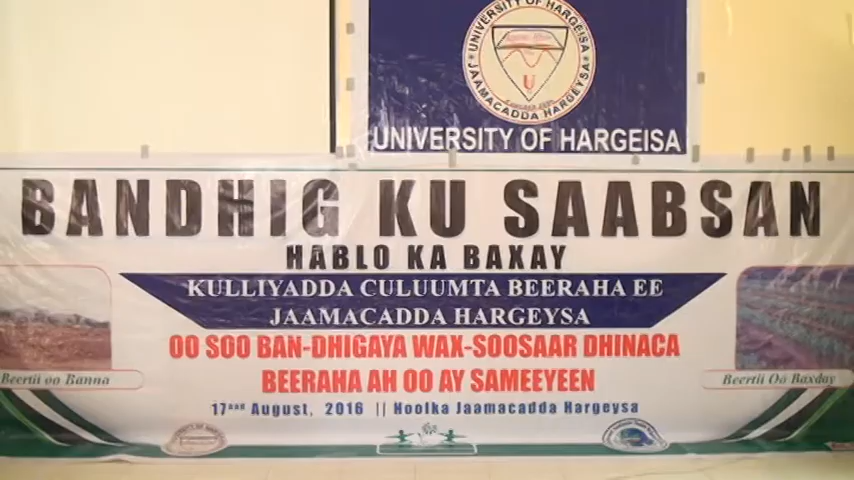 UNIVERSITY OF HARGEISA
JAAMACADDA HARGEYSA
UNIVERSITY OF HARGEISA
BANDHIG KU SAABSAN
HABLO KA BAXAY
KULLIYADDA CULUUMTA BEERAHA EE
JAAMACADDA HARGEYSA
OO SOO BAN-DHIGAYA WAX-SOOSAAR DHINACA
BEERAHA AH OO AY SAMEEYEEN
Beertii oo Banna
Beertii Oo Baxday
17 August, 2016 || Hoolka Jaamacadda Hargeysa